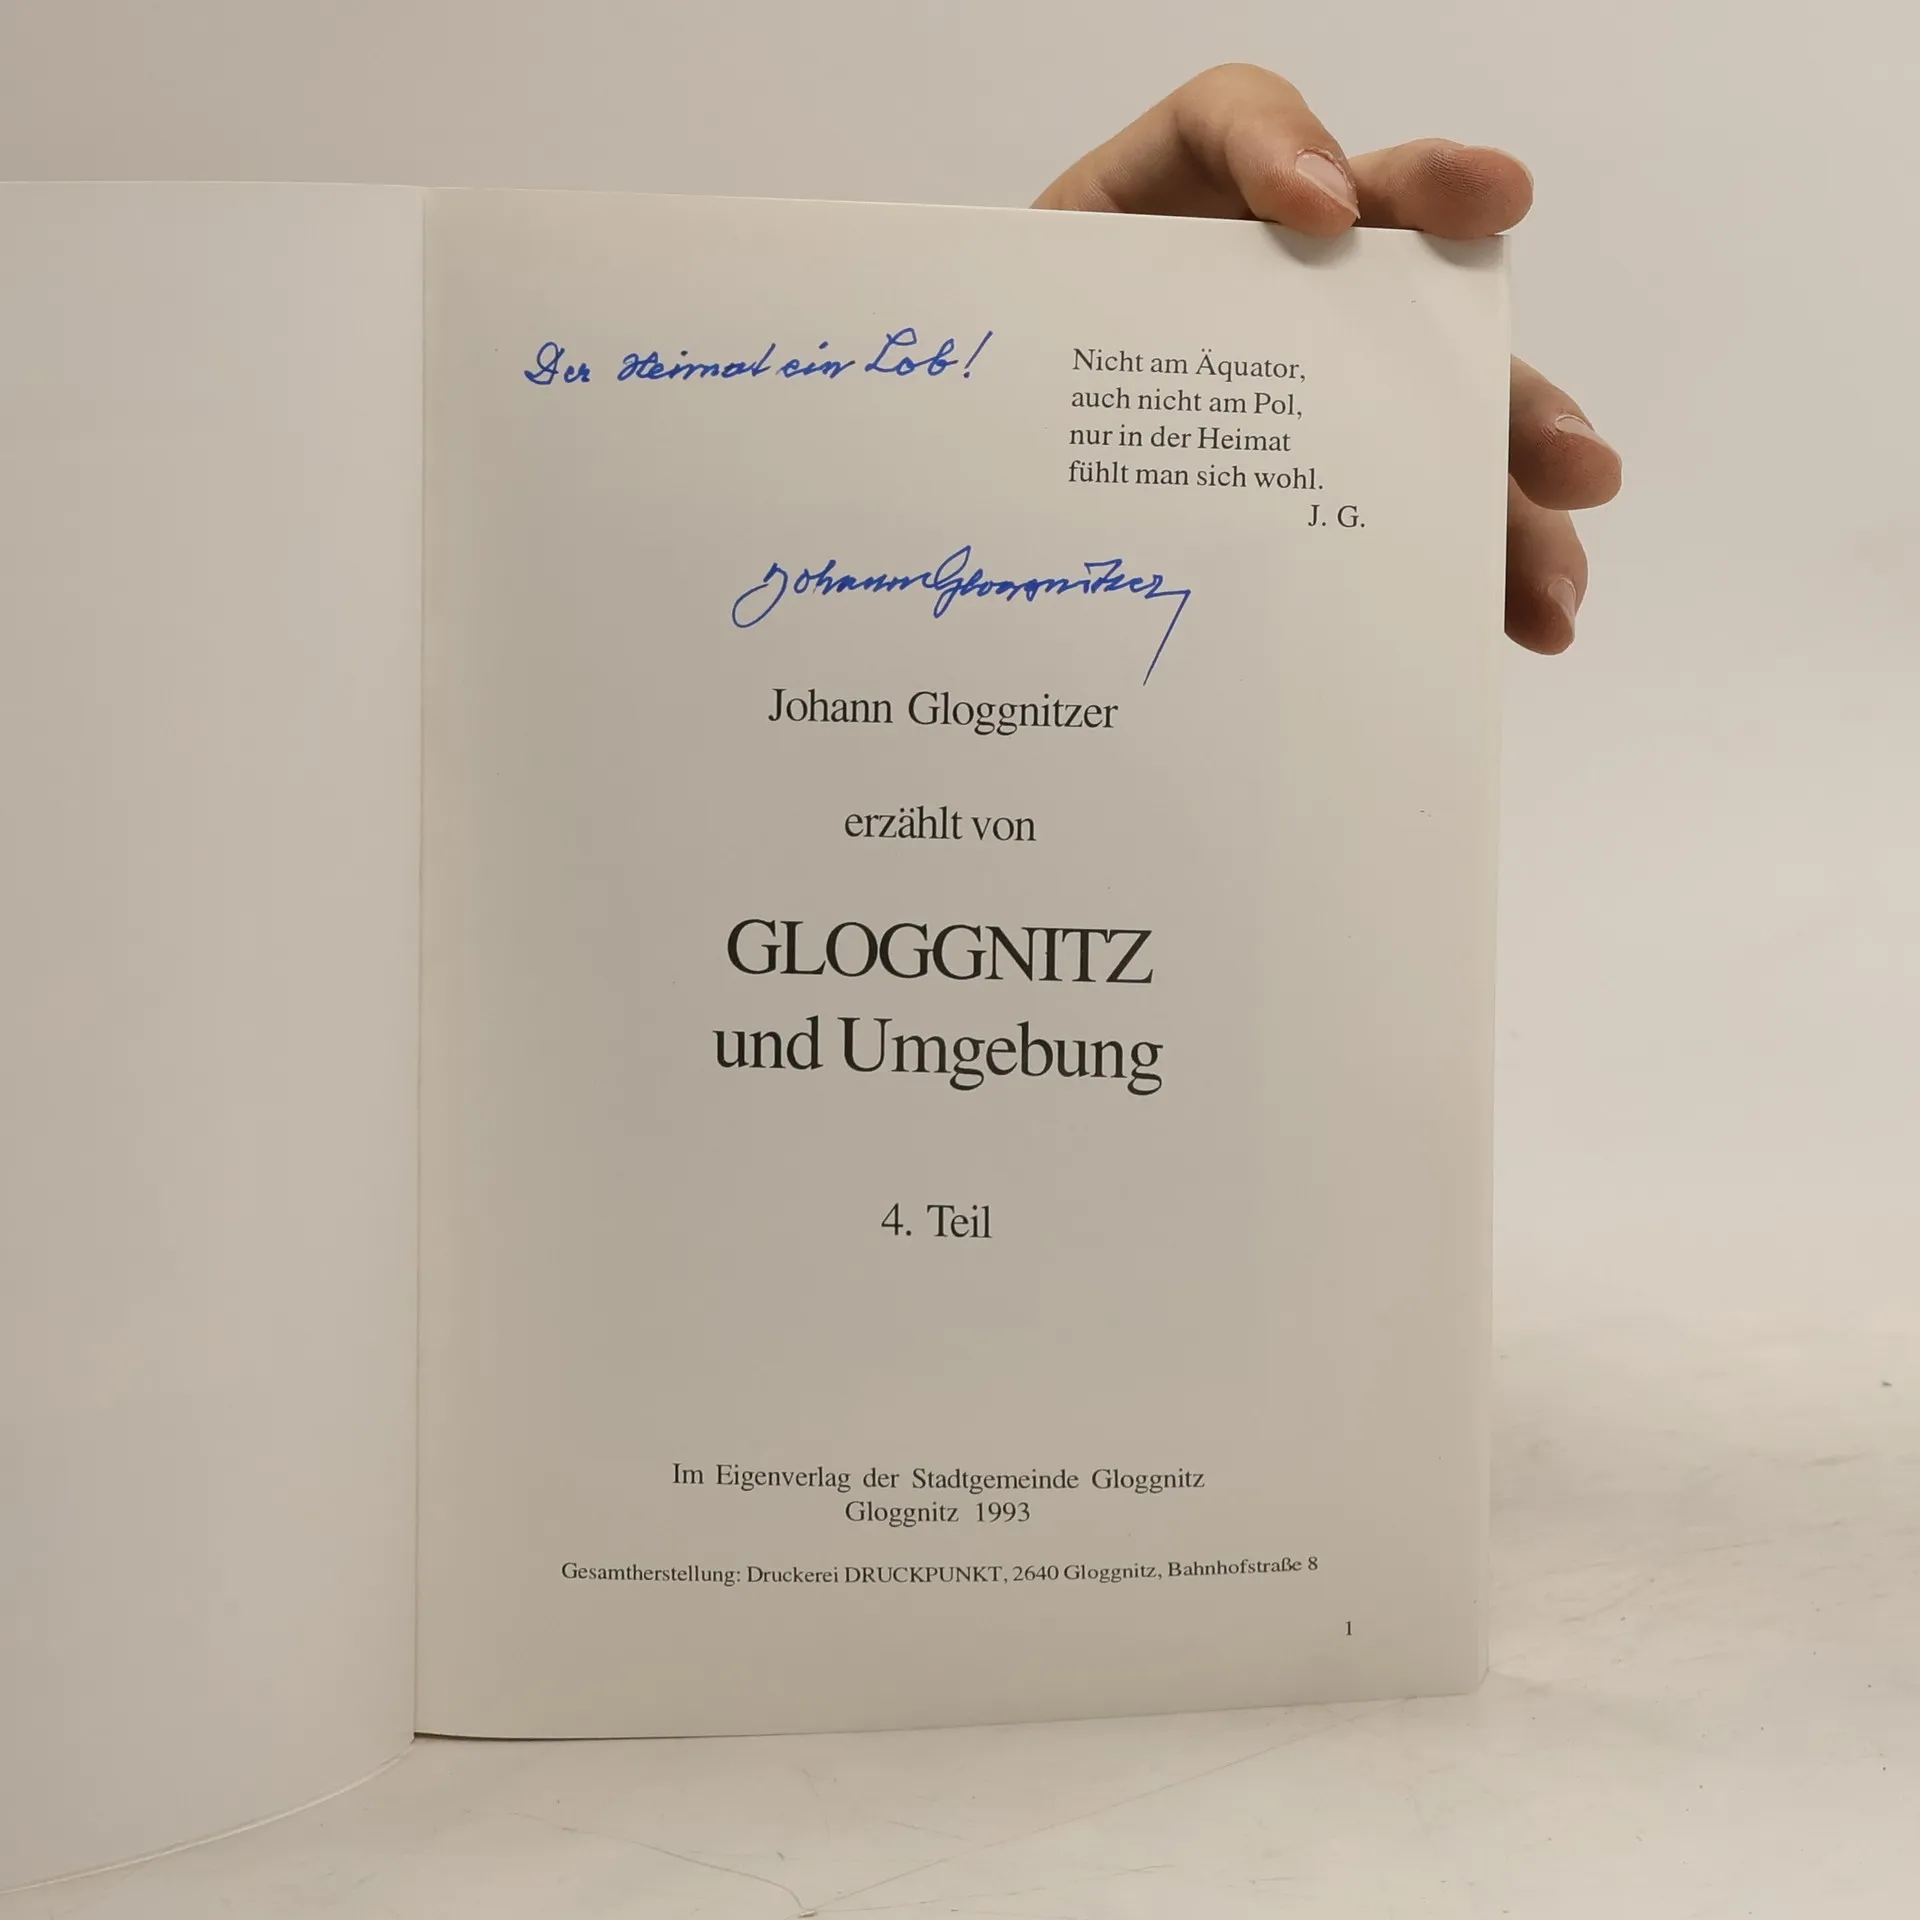 Der Heimat ein Lob!
Nicht am Äquator,
auch nicht am Pol,
nur in der Heimat
fühlt man sich wohl.
J. G.
Johann Gloggnitzer
Johann Gloggnitzer
erzählt von
GLOGGNITZ
und Umgebung
4. Teil
Im Eigenverlag der Stadtgemeinde Gloggnitz
Gloggnitz 1993
Gesamtherstellung: Druckerei DRUCKPUNKT, 2640 Gloggnitz, Bahnhofstraße 8
1